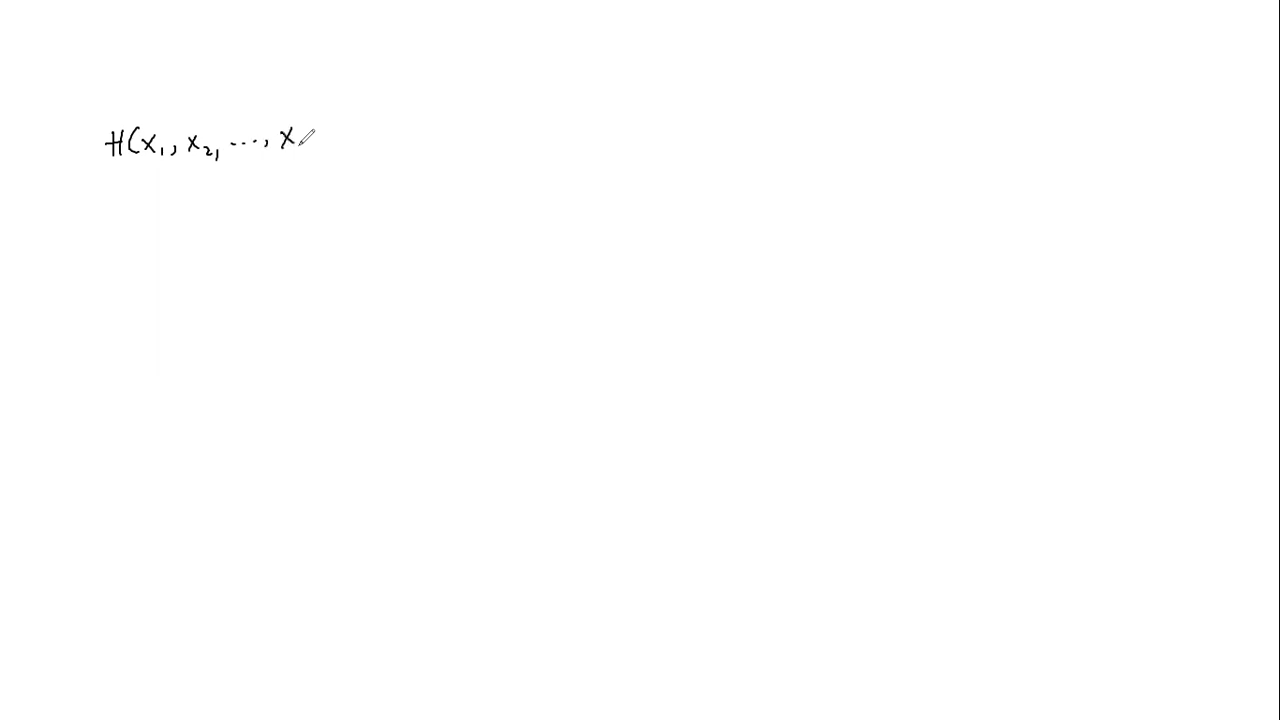 H(x₁, x₂, ..., x